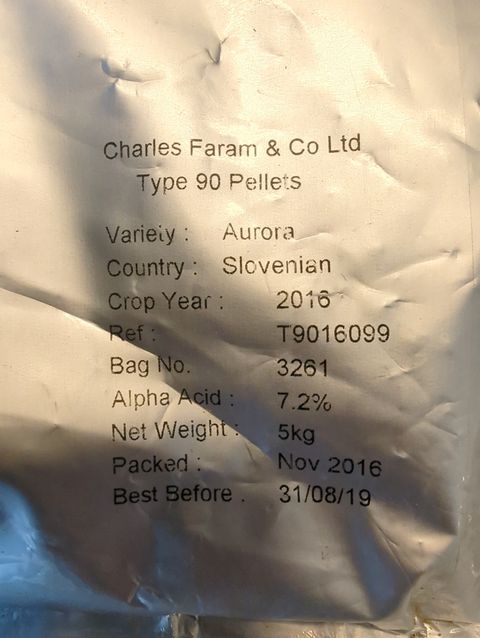 Charles Faram & Co Ltd
Type 90 Pellets
Variety : Aurora
Country : Slovenian
Crop Year : 2016
Ref : T9016099
Bag No. 3261
Alpha Acid : 7.2%
Net Weight : 5kg
Packed : Nov 2016
Best Before . 31/08/19